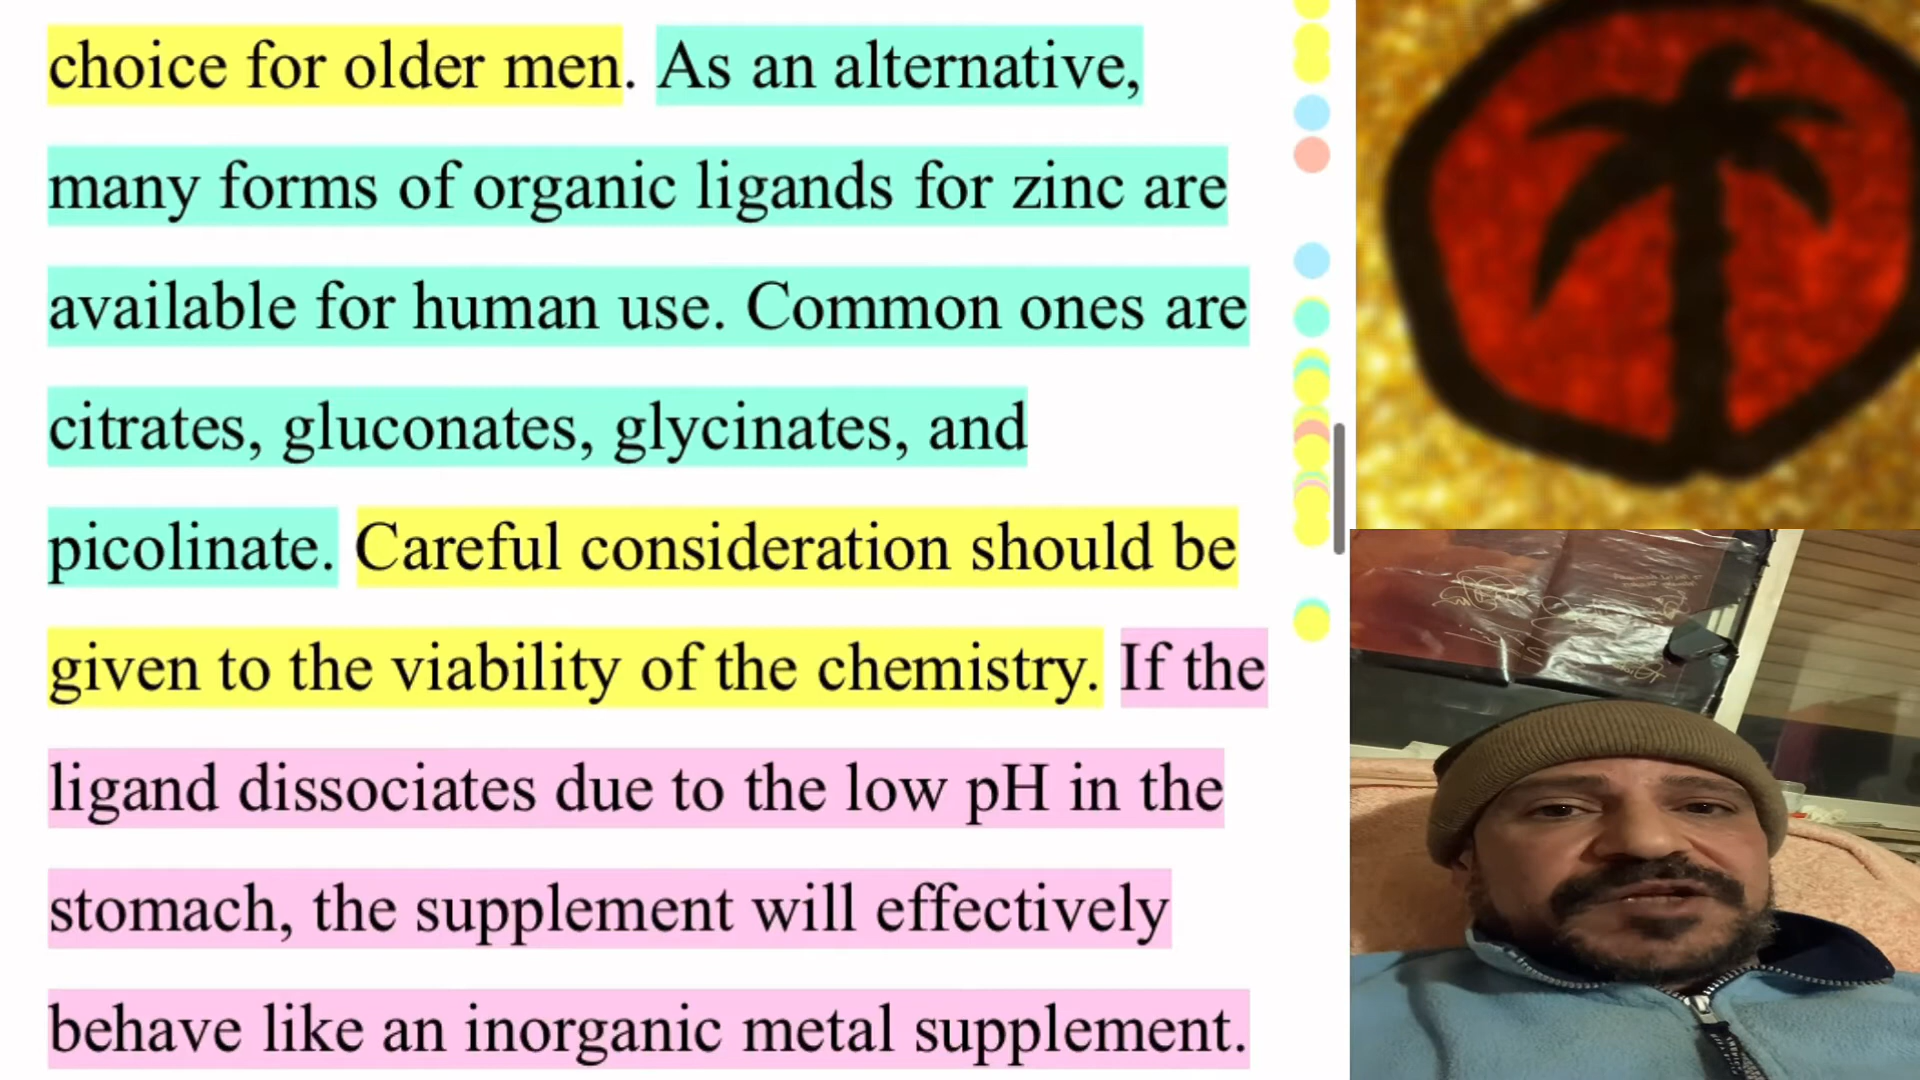 choice for older men. As an alternative,
many forms of organic ligands for zinc are
available for human use. Common ones are
citrates, gluconates, glycinates, and
picolinate. Careful consideration should be
given to the viability of the chemistry. If the
ligand dissociates due to the low pH in the
stomach, the supplement will effectively
behave like an inorganic metal supplement.